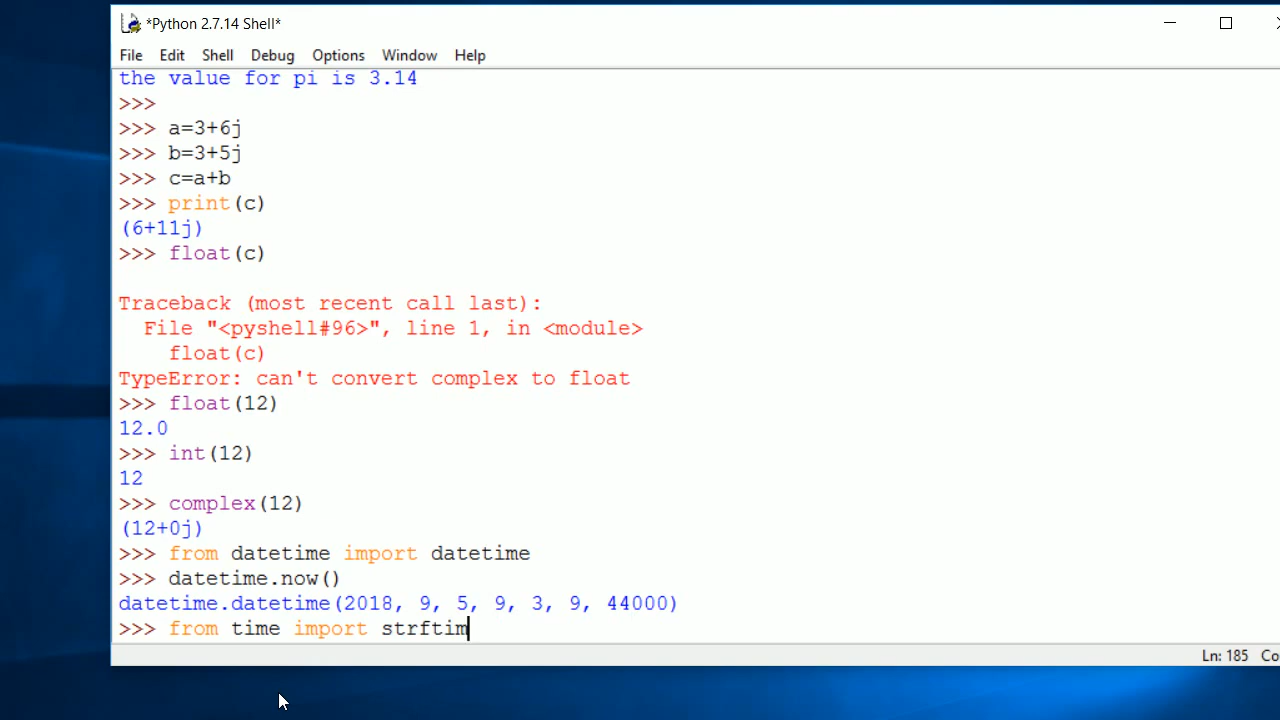 *Python 2.7.14 Shell*
File Edit Shell Debug Options Window Help
the value for pi is 3.14
>>>
>>> a=3+6j
>>> b=3+5j
>>> c=a+b
>>> print(c)
(6+11j)
>>> float(c)
Traceback (most recent call last):
  File "<pyshell#96>", line 1, in <module>
    float(c)
TypeError: can't convert complex to float
>>> float(12)
12.0
>>> int(12)
12
>>> complex(12)
(12+0j)
>>> from datetime import datetime
>>> datetime.now()
datetime.datetime(2018, 9, 5, 9, 3, 9, 44000)
>>> from time import strftim
Ln: 185 Co